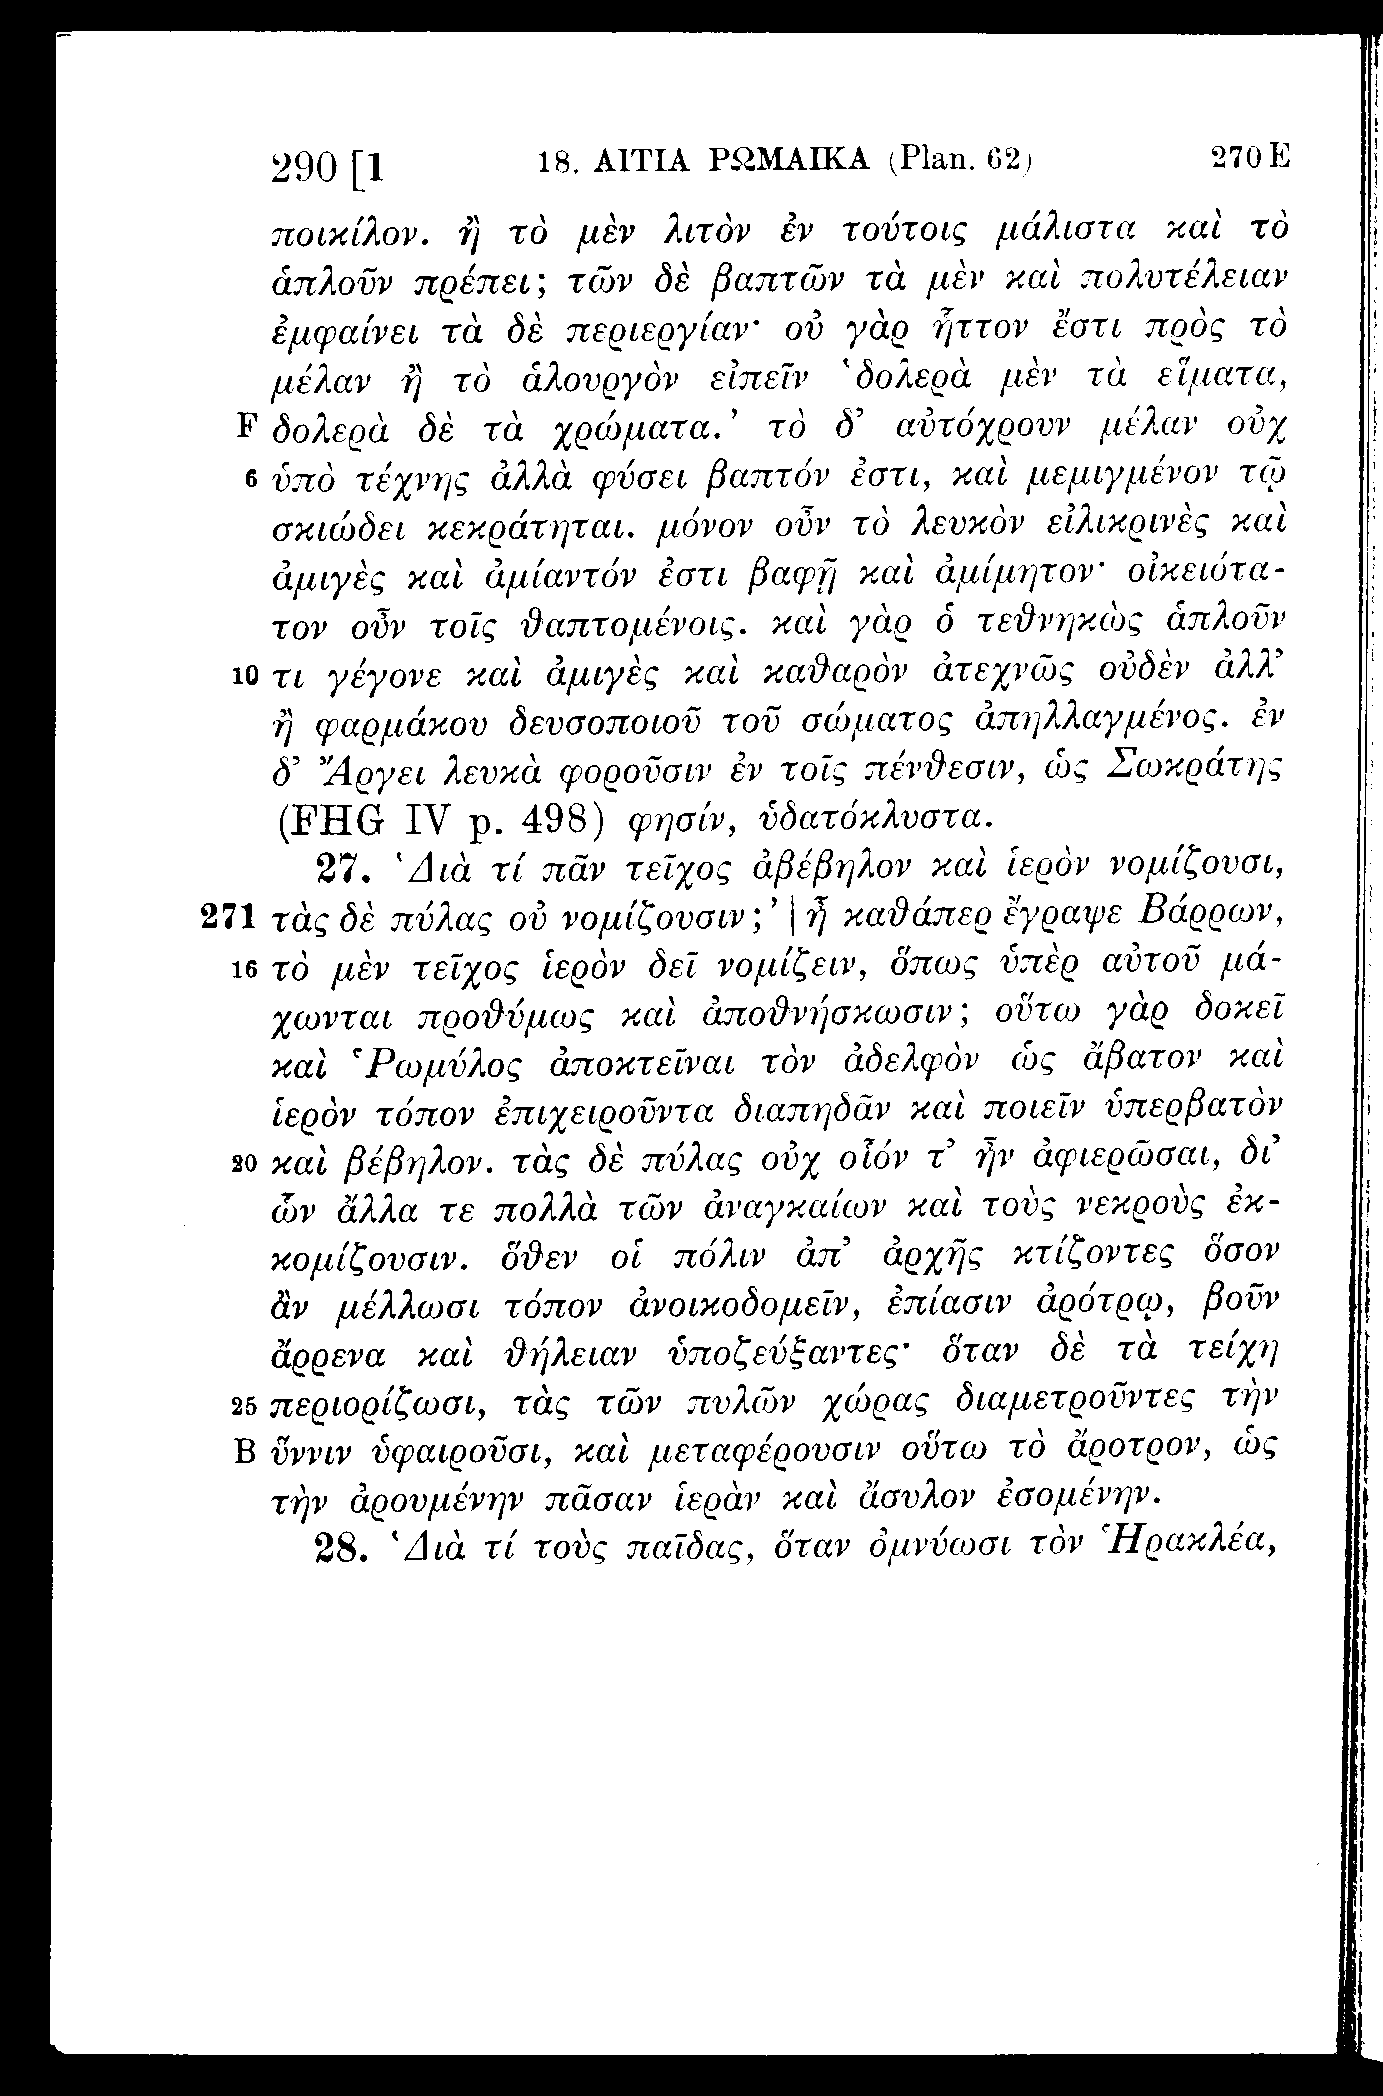 290 [1 18. ΑΙΤΙΑ ΡΩΜΑΙΚΑ (Plan. 62) 270 E
ποικίλον. ἢ τὸ μὲν λιτὸν ἐν τούτοις μάλιστα καὶ τὸ
ἁπλοῦν πρέπει; τῶν δὲ βαπτῶν τὰ μὲν καὶ πολυτέλειαν
ἐμφαίνει τὰ δὲ περιεργίαν· οὐ γὰρ ἧττον ἔστι πρὸς τὸ
μέλαν ἢ τὸ ἁλουργὸν εἰπεῖν ‘δολερὰ μὲν τὰ εἵματα,
F δολερὰ δὲ τὰ χρώματα.’ τὸ δ’ αὐτόχρουν μέλαν οὐχ
6 ὑπὸ τέχνης ἀλλὰ φύσει βαπτόν ἐστι, καὶ μεμιγμένον τῷ
σκιώδει κεκράτηται. μόνον οὖν τὸ λευκὸν εἰλικρινὲς καὶ
ἀμιγὲς καὶ ἀμίαντόν ἐστι βαφῇ καὶ ἀμίμητον· οἰκειότα-
τον οὖν τοῖς θαπτομένοις. καὶ γὰρ ὁ τεθνηκὼς ἁπλοῦν
10 τι γέγονε καὶ ἀμιγὲς καὶ καθαρὸν ἀτεχνῶς οὐδὲν ἀλλ’
ἢ φαρμάκου δευσοποιοῦ τοῦ σώματος ἀπηλλαγμένος. ἐν
δ’ Ἄργει λευκὰ φοροῦσιν ἐν τοῖς πένθεσιν, ὡς Σωκράτης
(FHG IV p. 498) φησίν, ὑδατόκλυστα.
27. ‘Διὰ τί πᾶν τεῖχος ἀβέβηλον καὶ ἱερὸν νομίζουσι,
271 τὰς δὲ πύλας οὐ νομίζουσιν;’ | ἦ καθάπερ ἔγραψε Βάρρων,
16 τὸ μὲν τεῖχος ἱερὸν δεῖ νομίζειν, ὅπως ὑπὲρ αὐτοῦ μά-
χωνται προθύμως καὶ ἀποθνήσκωσιν; οὕτω γὰρ δοκεῖ
καὶ Ῥωμύλος ἀποκτεῖναι τὸν ἀδελφὸν ὡς ἄβατον καὶ
ἱερὸν τόπον ἐπιχειροῦντα διαπηδᾶν καὶ ποιεῖν ὑπερβατὸν
20 καὶ βέβηλον. τὰς δὲ πύλας οὐχ οἷόν τ’ ἦν ἀφιερῶσαι, δι’
ὧν ἄλλα τε πολλὰ τῶν ἀναγκαίων καὶ τοὺς νεκροὺς ἐκ-
κομίζουσιν. ὅθεν οἱ πόλιν ἀπ’ ἀρχῆς κτίζοντες ὅσον
ἂν μέλλωσι τόπον ἀνοικοδομεῖν, ἐπίασιν ἀρότρῳ, βοῦν
ἄρρενα καὶ θήλειαν ὑποζεύξαντες· ὅταν δὲ τὰ τείχη
25 περιορίζωσι, τὰς τῶν πυλῶν χώρας διαμετροῦντες τὴν
B ὕννιν ὑφαιροῦσι, καὶ μεταφέρουσιν οὕτω τὸ ἄροτρον, ὡς
τὴν ἀρουμένην πᾶσαν ἱερὰν καὶ ἄσυλον ἐσομένην.
28. ‘Διὰ τί τοὺς παῖδας, ὅταν ὀμνύωσι τὸν Ἡρακλέα,